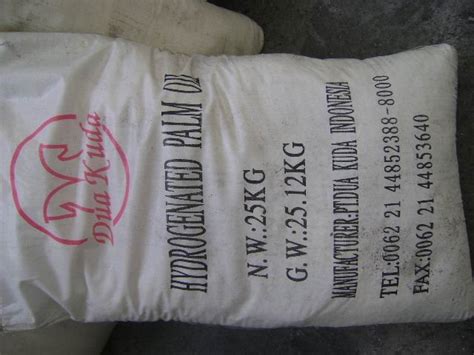 Dua Kuda
HYDROGENATED PALM OIL
N.W.:25KG
G.W.:25.12KG
MANUFACTURER:PT.DUA KUDA INDONESIA
TEL:0062 21 44852388-8000
FAX:0062 21 44853640